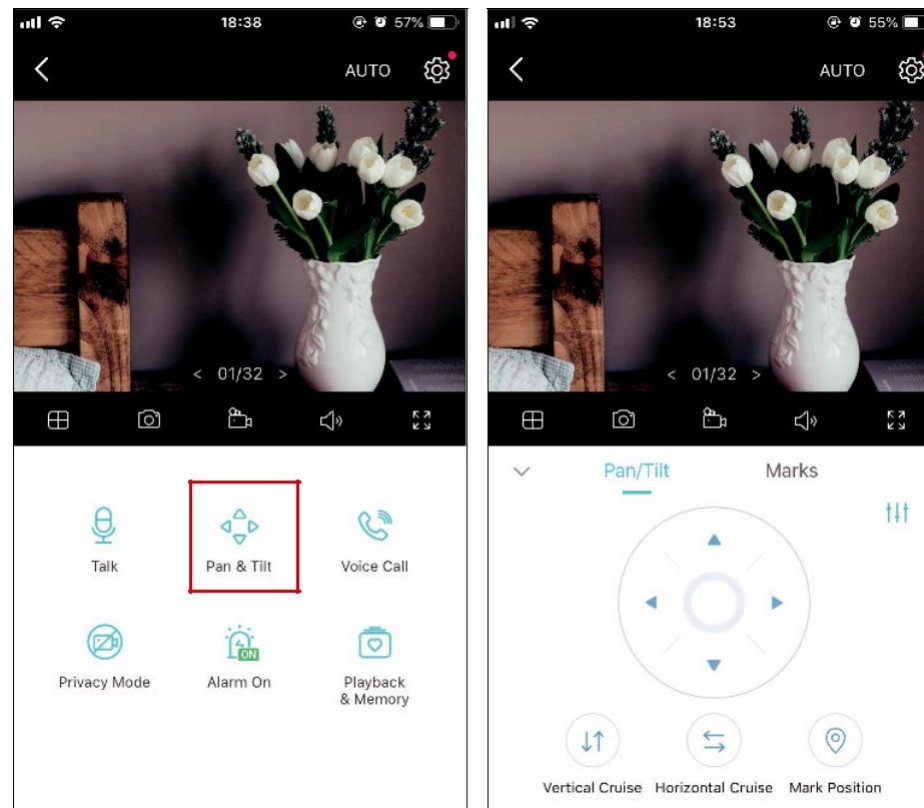 18:38
57%
AUTO
< 01/32 >
Talk
Pan & Tilt
Voice Call
Privacy Mode
ON
Alarm On
Playback
& Memory
18:53
55%
AUTO
< 01/32 >
Pan/Tilt
Marks
Vertical Cruise
Horizontal Cruise
Mark Position